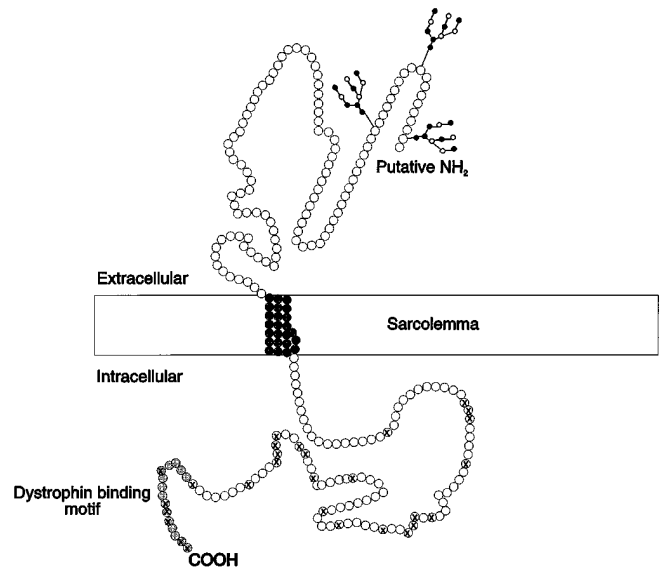 Putative NH₂
Extracellular
Sarcolemma
Intracellular
Dystrophin binding
motif
COOH